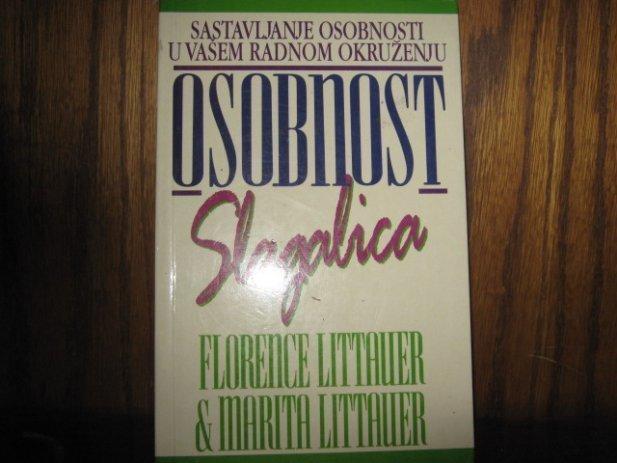 SASTAVLJANJE OSOBNOSTI
U VAŠEM RADNOM OKRUŽENJU
OSOBNOST
Slagalica
FLORENCE LITTAUER
& MARITA LITTAUER